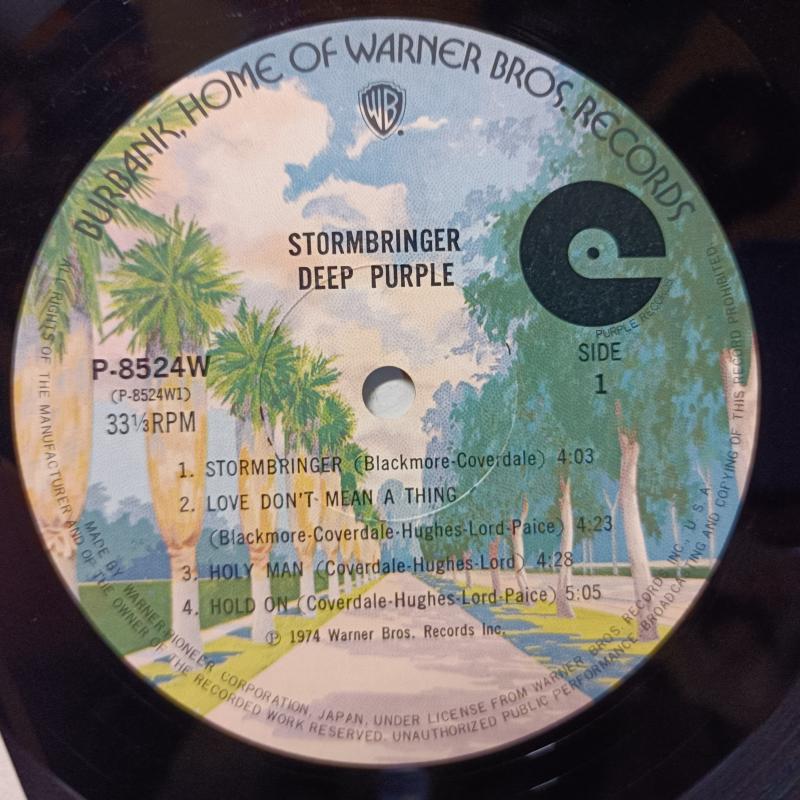 BURBANK, HOME OF WARNER BROS. RECORDS
WB
STORMBRINGER
DEEP PURPLE
PURPLE RECORDS
P-8524W
(P-8524W1)
33⅓RPM
SIDE
1
1. STORMBRINGER (Blackmore-Coverdale) 4:03
2. LOVE DON'T MEAN A THING
(Blackmore-Coverdale-Hughes-Lord-Paice) 4:23
3. HOLY MAN (Coverdale-Hughes-Lord) 4:28
4. HOLD ON (Coverdale-Hughes-Lord-Paice) 5:05
Ⓟ 1974 Warner Bros. Records Inc.
MADE BY WARNER-PIONEER CORPORATION, JAPAN, UNDER LICENSE FROM WARNER BROS. RECORDS INC., U.S.A.
ALL RIGHTS OF THE MANUFACTURER AND OF THE OWNER OF THE RECORDED WORK RESERVED. UNAUTHORIZED PUBLIC PERFORMANCE, BROADCASTING AND COPYING OF THIS RECORD PROHIBITED.